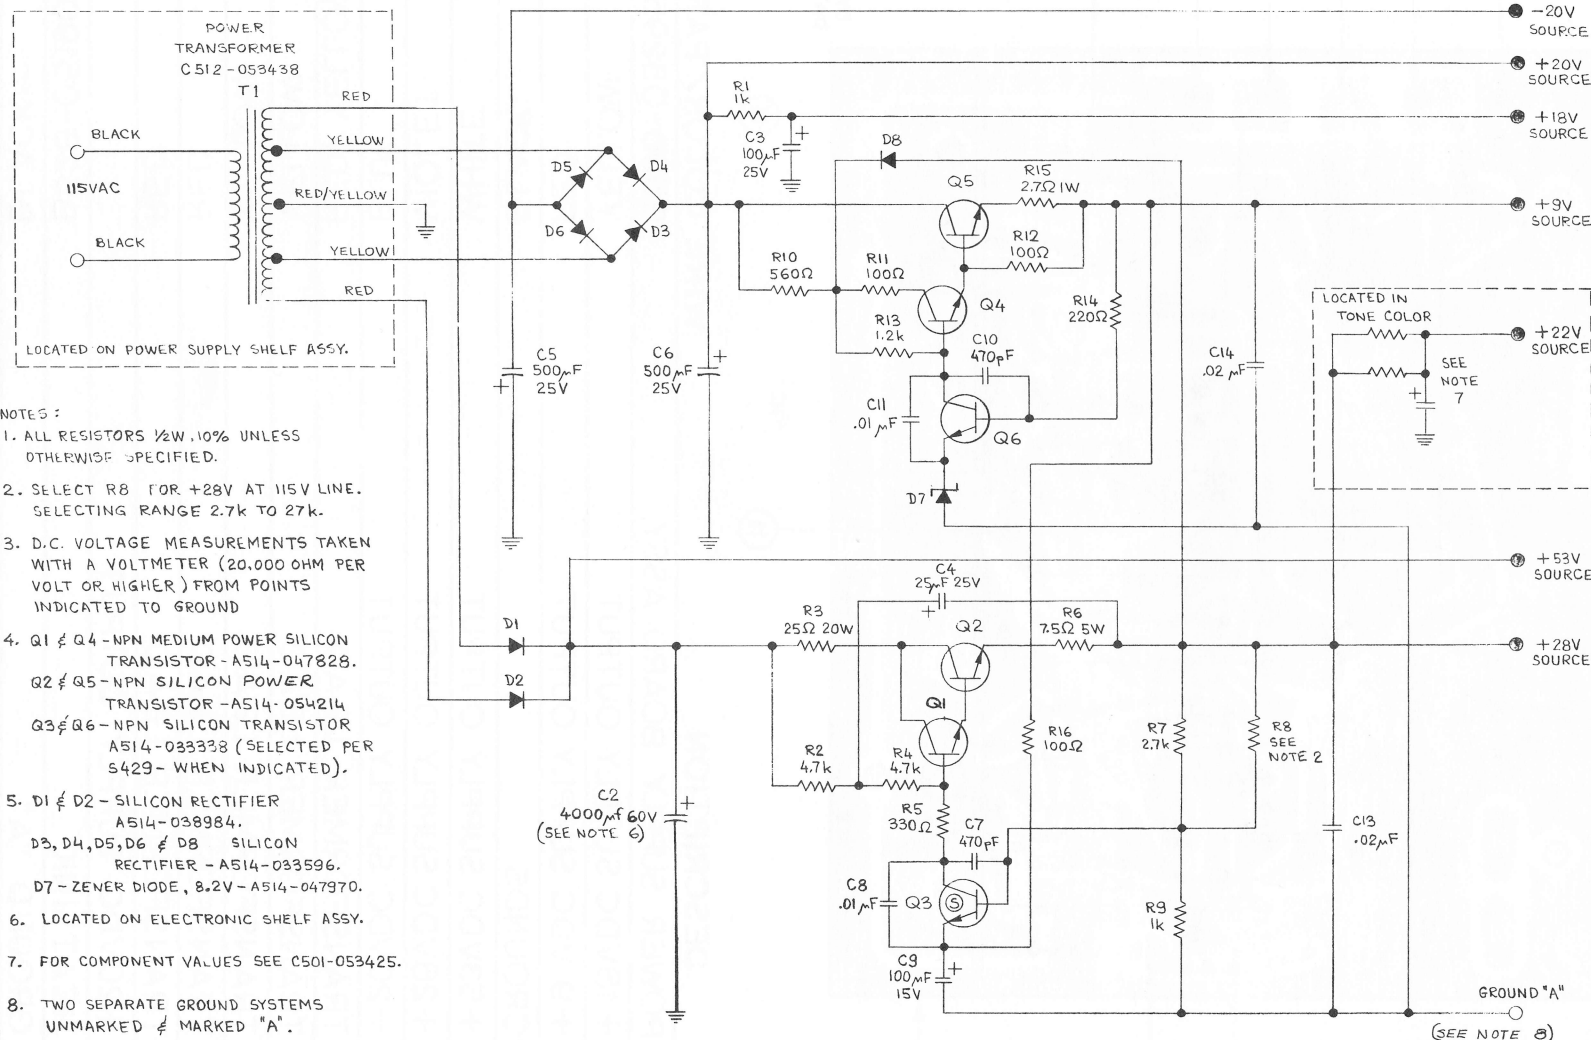 POWER
TRANSFORMER
C512-053438
T1
RED
YELLOW
RED/YELLOW
YELLOW
RED
BLACK
115VAC
BLACK
LOCATED ON POWER SUPPLY SHELF ASSY.
-20V
SOURCE
+20V
SOURCE
+18V
SOURCE
+9V
SOURCE
R1
1k
C3
100µF
25V
+
D8
D5
D4
D6
D3
Q5
R15
2.7Ω 1W
R12
100Ω
R10
560Ω
R11
100Ω
Q4
R14
220Ω
R13
1.2k
C10
470pF
C11
.01µF
Q6
D7
C14
.02µF
C5
500µF
25V
+
C6
500µF
25V
+
LOCATED IN
TONE COLOR
+22V
SOURCE
SEE
NOTE
7
+
+53V
SOURCE
+28V
SOURCE
C4
25µF 25V
+
R3
25Ω 20W
Q2
R6
7.5Ω 5W
D1
D2
Q1
R2
4.7k
R4
4.7k
R16
100Ω
R7
2.7k
R8
SEE
NOTE 2
R5
330Ω
C7
470pF
C2
4000µf 60V
(SEE NOTE 6)
+
C8
.01µF
Q3
S
C9
100µF
15V
+
R9
1k
C13
.02µF
GROUND "A"
(SEE NOTE 8)
NOTES:
1. ALL RESISTORS ½W, 10% UNLESS
OTHERWISE SPECIFIED.
2. SELECT R8 FOR +28V AT 115V LINE.
SELECTING RANGE 2.7k TO 27k.
3. D.C. VOLTAGE MEASUREMENTS TAKEN
WITH A VOLTMETER (20,000 OHM PER
VOLT OR HIGHER) FROM POINTS
INDICATED TO GROUND
4. Q1 & Q4 - NPN MEDIUM POWER SILICON
TRANSISTOR - A514-047828.
Q2 & Q5 - NPN SILICON POWER
TRANSISTOR - A514-054214
Q3 & Q6 - NPN SILICON TRANSISTOR
A514-033338 (SELECTED PER
S429 - WHEN INDICATED).
5. D1 & D2 - SILICON RECTIFIER
A514-038984.
D3, D4, D5, D6 & D8 SILICON
RECTIFIER - A514-033596.
D7 - ZENER DIODE, 8.2V - A514-047970.
6. LOCATED ON ELECTRONIC SHELF ASSY.
7. FOR COMPONENT VALUES SEE C501-053425.
8. TWO SEPARATE GROUND SYSTEMS
UNMARKED & MARKED "A".